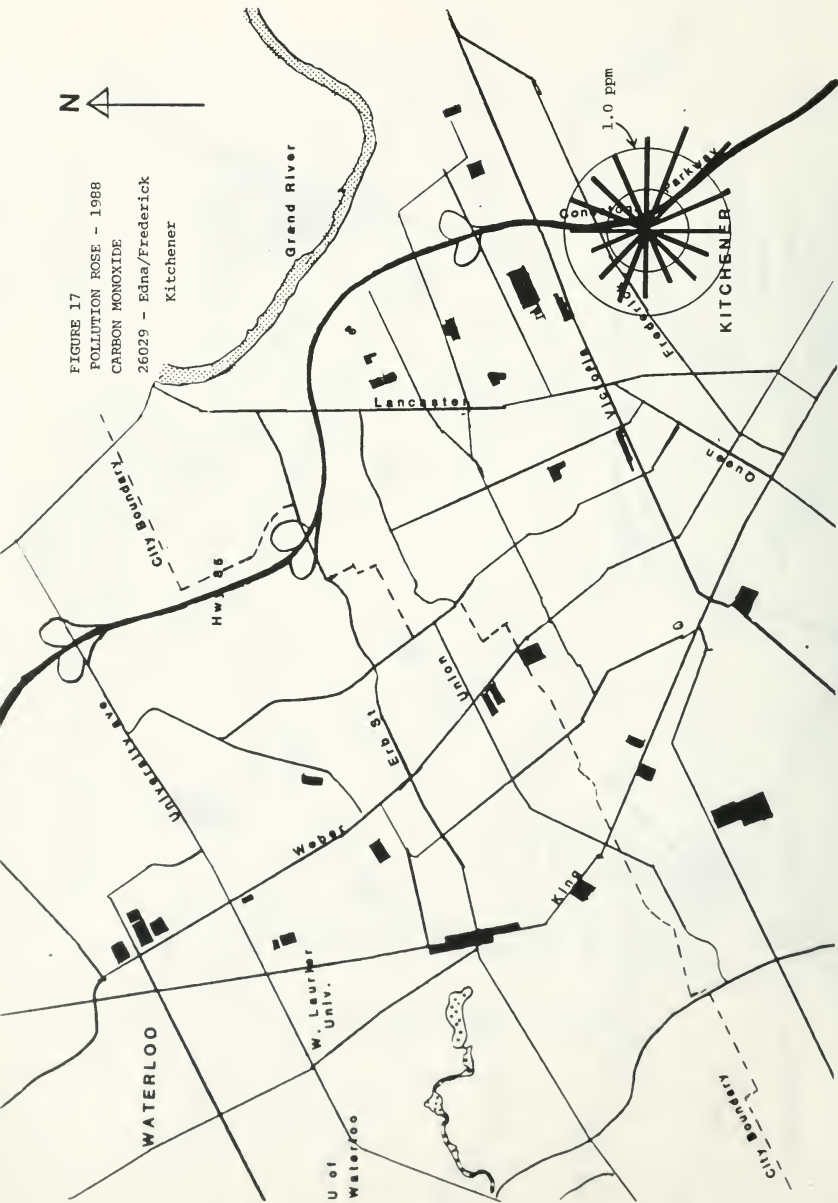 FIGURE 17
POLLUTION ROSE - 1988
CARBON MONOXIDE
26029 - Edna/Frederick
Kitchener
N
Grand River
1.0 ppm
City Boundary
Hwy 86
University Ave
Lancaster
Conestoga
Parkway
KITCHENER
Frederick
Victoria
Queen
Union
Erb St
Weber
King
WATERLOO
W. Laurier
Univ.
U of
Waterloo
City Boundary